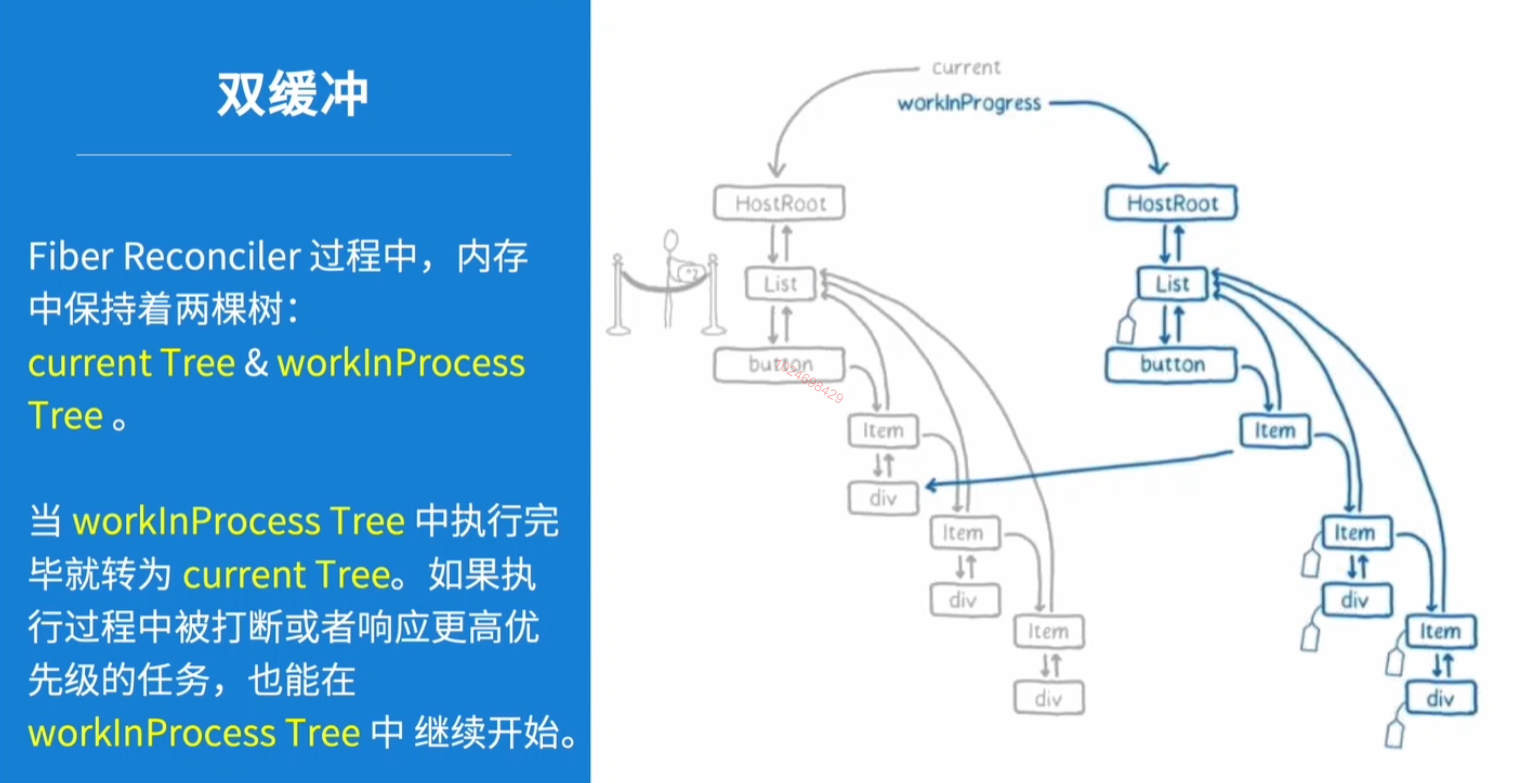 双缓冲
Fiber Reconciler 过程中，内存
中保持着两棵树：
current Tree & workInProcess
Tree 。
当 workInProcess Tree 中执行完
毕就转为 current Tree。如果执
行过程中被打断或者响应更高优
先级的任务，也能在
workInProcess Tree 中 继续开始。
current
workInProgress
HostRoot
List
button
Item
div
Item
div
Item
div
HostRoot
List
button
Item
Item
div
Item
div